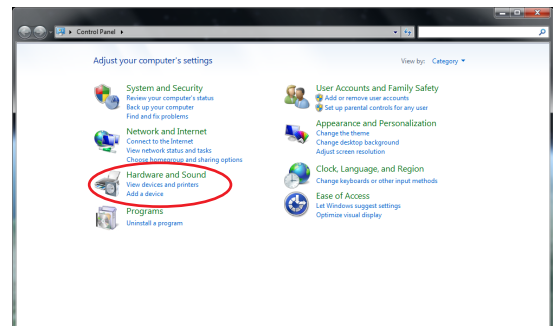 Control Panel
Adjust your computer's settings
View by: Category
System and Security
Review your computer's status
Back up your computer
Find and fix problems
Network and Internet
Connect to the Internet
View network status and tasks
Choose homegroup and sharing options
Hardware and Sound
View devices and printers
Add a device
Programs
Uninstall a program
User Accounts and Family Safety
Add or remove user accounts
Set up parental controls for any user
Appearance and Personalization
Change the theme
Change desktop background
Adjust screen resolution
Clock, Language, and Region
Change keyboards or other input methods
Ease of Access
Let Windows suggest settings
Optimize visual display